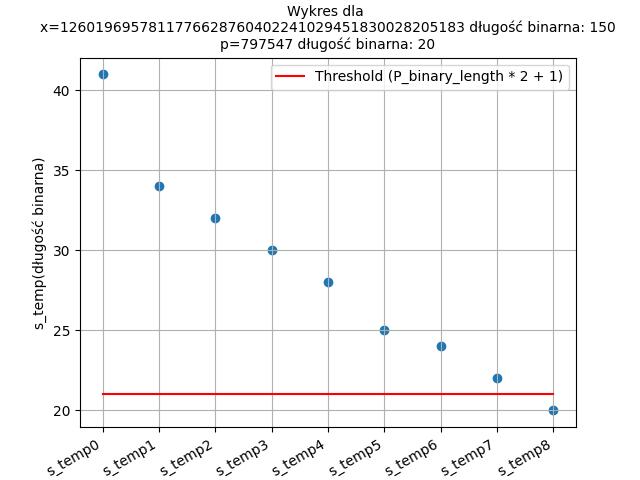 Wykres dla
x=1260196957811776628760402241029451830028205183 długość binarna: 150
p=797547 długość binarna: 20
Threshold (P_binary_length * 2 + 1)
s_temp(długość binarna)
40
35
30
25
20
s_temp0
s_temp1
s_temp2
s_temp3
s_temp4
s_temp5
s_temp6
s_temp7
s_temp8